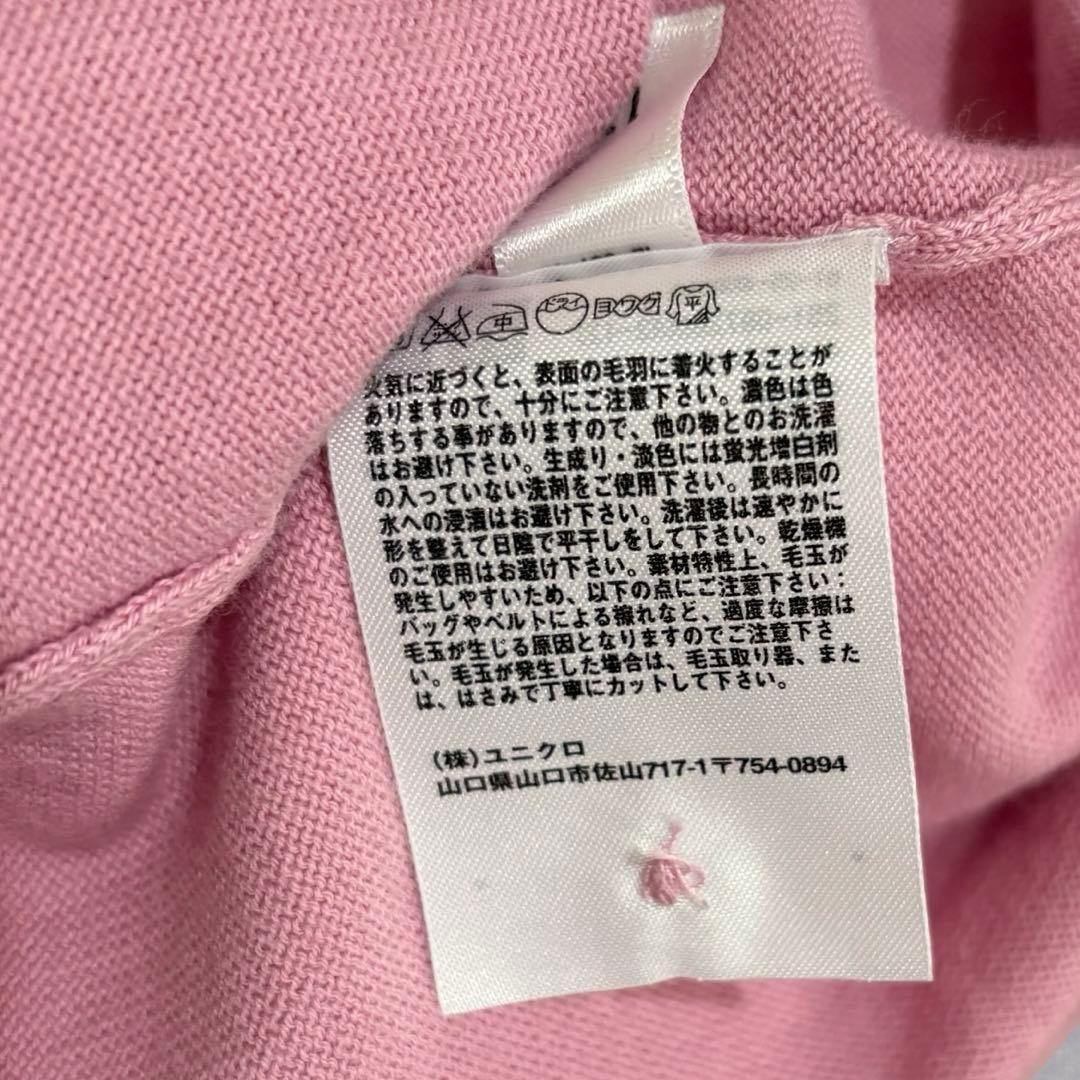 中 ドライ ヨワク 平
火気に近づくと、表面の毛羽に着火することが
ありますので、十分にご注意下さい。濃色は色
落ちする事がありますので、他の物とのお洗濯
はお避け下さい。生成り・淡色には蛍光増白剤
の入っていない洗剤をご使用下さい。長時間の
水への浸漬はお避け下さい。洗濯後は速やかに
形を整えて日陰で平干しをして下さい。乾燥機
のご使用はお避け下さい。素材特性上、毛玉が
発生しやすいため、以下の点にご注意下さい:
バッグやベルトによる擦れなど、過度な摩擦は
毛玉が生じる原因となりますのでご注意下さ
い。毛玉が発生した場合は、毛玉取り器、また
は、はさみで丁寧にカットして下さい。
(株)ユニクロ
山口県山口市佐山717-1〒754-0894